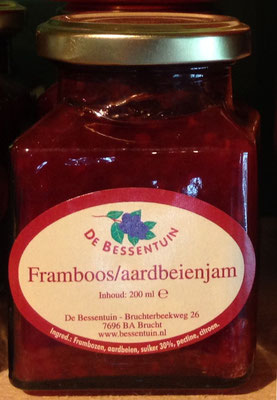 DE BESSENTUIN
Framboos/aardbeienjam
Inhoud: 200 ml ℮
De Bessentuin - Bruchterbeekweg 26
7696 BA Brucht
www.bessentuin.nl
Ingred.: Frambozen, aardbeien, suiker 30%, pectine, citroen.